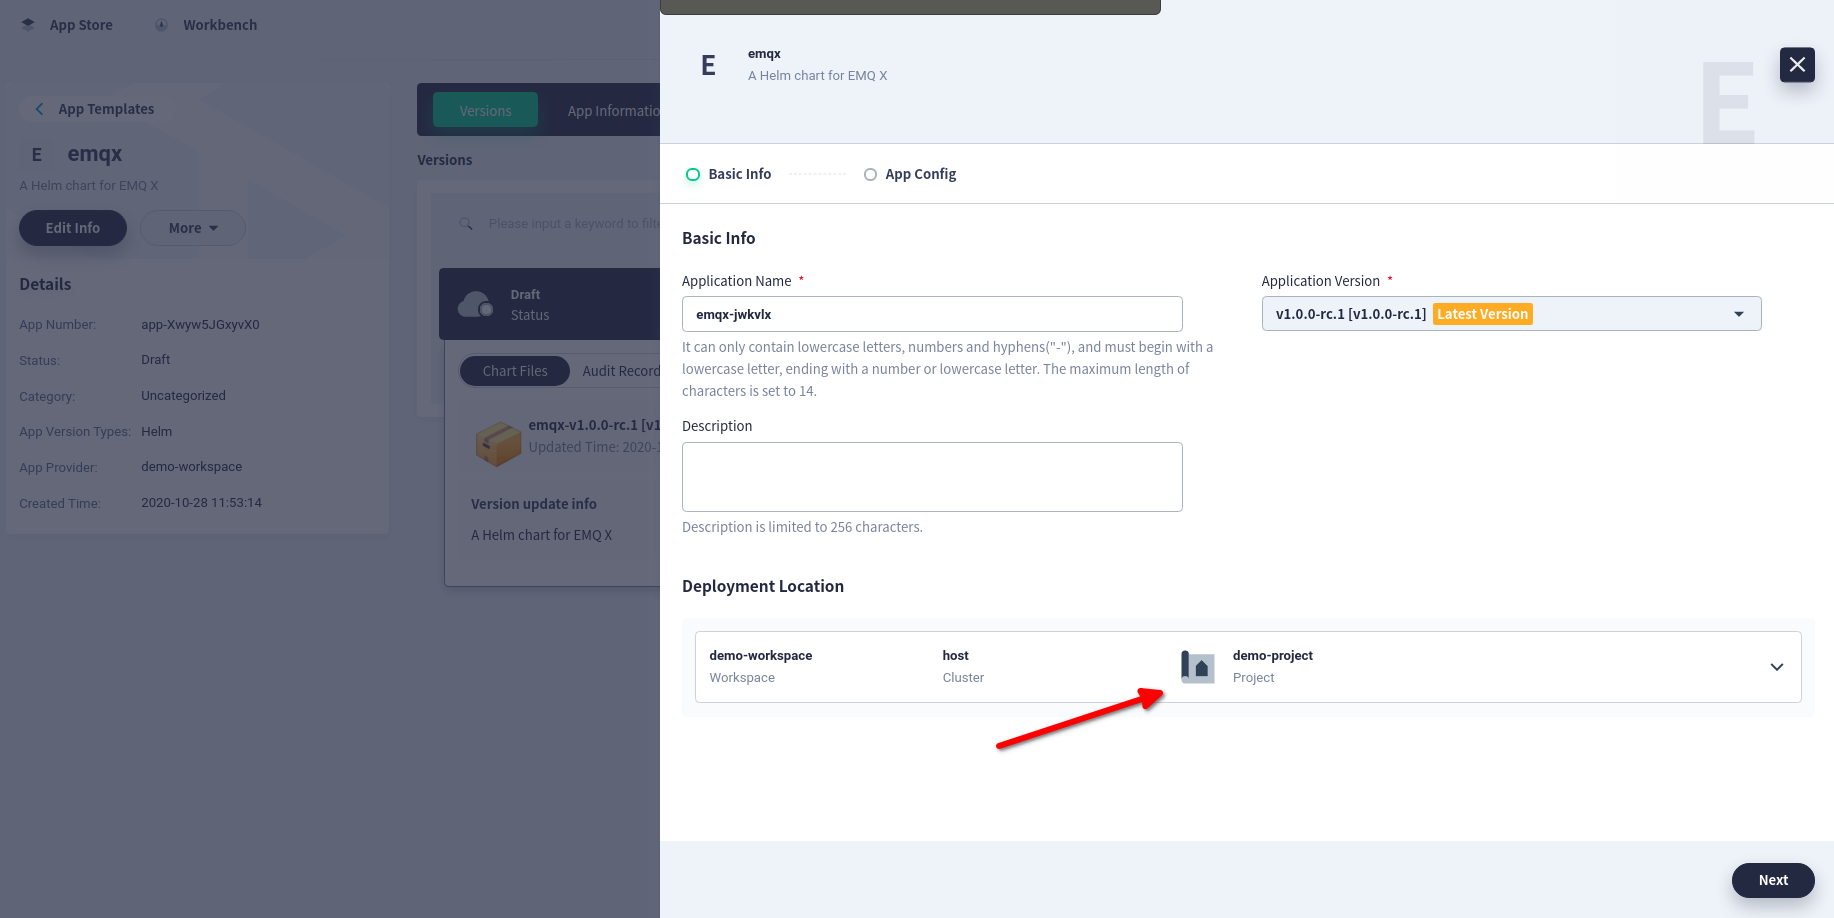 App Store
Workbench
App Templates
E emqx
A Helm chart for EMQ X
Edit Info
More
Details
App Number: app-Xwyw5JGxyvX0
Status: Draft
Category: Uncategorized
App Version Types: Helm
App Provider: demo-workspace
Created Time: 2020-10-28 11:53:14
Versions
App Informatio
Versions
Please input a keyword to filte
Draft
Status
Chart Files
Audit Record
emqx-v1.0.0-rc.1 [v1
Updated Time: 2020-
Version update info
A Helm chart for EMQ X
E
emqx
A Helm chart for EMQ X
E
Basic Info
App Config
Basic Info
Application Name *
emqx-jwkvlx
It can only contain lowercase letters, numbers and hyphens("-"), and must begin with a
lowercase letter, ending with a number or lowercase letter. The maximum length of
characters is set to 14.
Application Version *
v1.0.0-rc.1 [v1.0.0-rc.1] Latest Version
Description
Description is limited to 256 characters.
Deployment Location
demo-workspace
Workspace
host
Cluster
demo-project
Project
Next